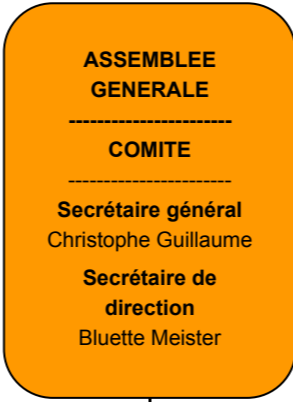 ASSEMBLEE
GENERALE
-----------------------
COMITE
-----------------------
Secrétaire général
Christophe Guillaume
Secrétaire de
direction
Bluette Meister